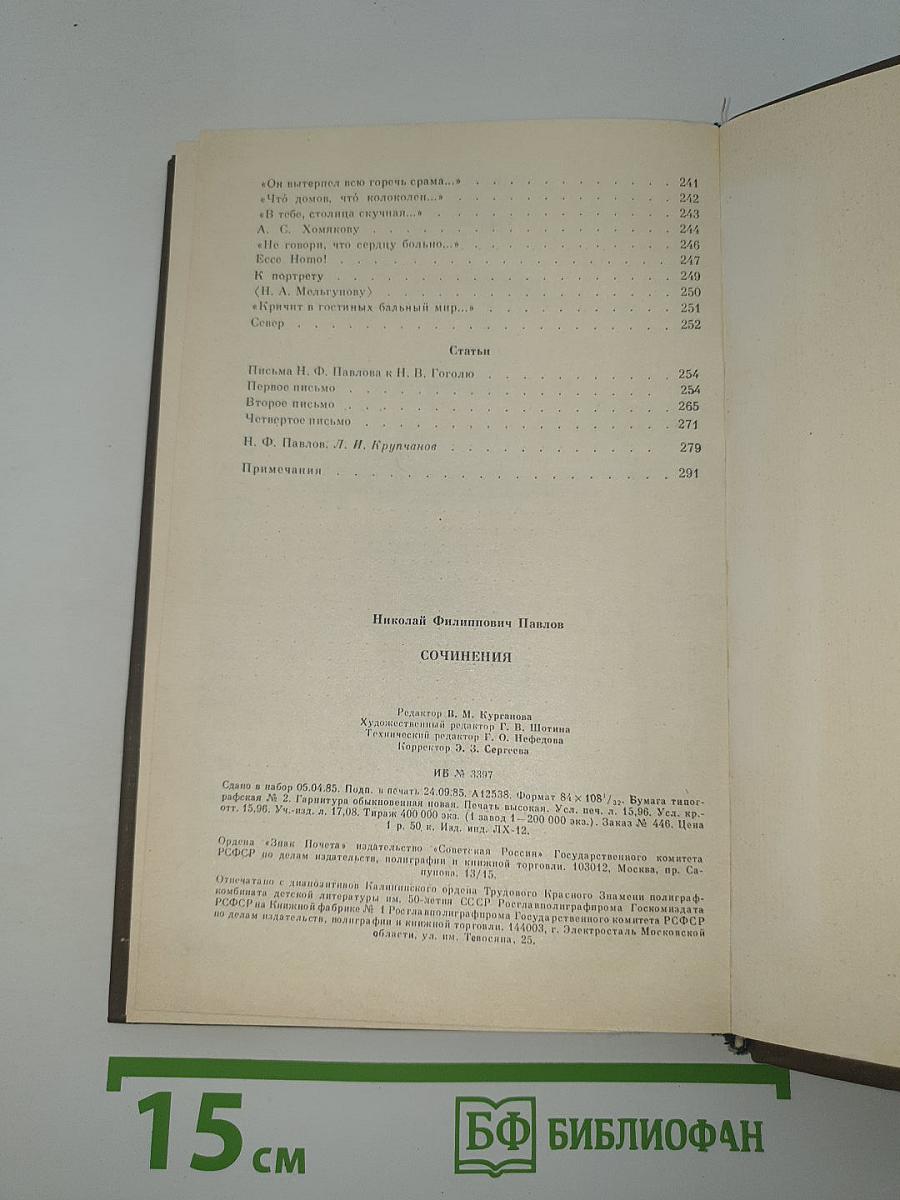 «Он вытерпел всю горечь срама...» . . . . . . . . . . . . 241
«Что́ домов, что́ колоколен...» . . . . . . . . . . . . 242
«В тебе, столица скучная...» . . . . . . . . . . . . 243
А. С. Хомякову . . . . . . . . . . . . 244
«Не говори, что сердцу больно...» . . . . . . . . . . . . 246
Ecce Homo! . . . . . . . . . . . . 247
К портрету . . . . . . . . . . . . 249
〈Н. А. Мельгунову〉 . . . . . . . . . . . . 250
«Кричит в гостиных бальный мир...» . . . . . . . . . . . . 251
Север . . . . . . . . . . . . 252
Статьи
Письма Н. Ф. Павлова к Н. В. Гоголю . . . . . . . . . . . . 254
Первое письмо . . . . . . . . . . . . 254
Второе письмо . . . . . . . . . . . . 265
Четвертое письмо . . . . . . . . . . . . 271
Н. Ф. Павлов. Л. И. Крупчанов . . . . . . . . . . . . 279
Примечания . . . . . . . . . . . . 291
Николай Филиппович Павлов
СОЧИНЕНИЯ
Редактор В. М. Курганова
Художественный редактор Г. В. Шотина
Технический редактор Г. О. Нефедова
Корректор Э. З. Сергеева
ИБ № 3397
Сдано в набор 05.04.85. Подп. в печать 24.09.85. А12538. Формат 84 × 108 1/32. Бумага типог-
рафская № 2. Гарнитура обыкновенная новая. Печать высокая. Усл. печ. л. 15,96. Усл. кр.-
отт. 15,96. Уч.-изд. л. 17,08. Тираж 400 000 экз. (1 завод 1—200 000 экз.). Заказ № 446. Цена
1 р. 50 к. Изд. инд. ЛХ-12.
Ордена «Знак Почета» издательство «Советская Россия» Государственного комитета
РСФСР по делам издательств, полиграфии и книжной торговли. 103012, Москва, пр. Са-
пунова, 13/15.
Отпечатано с диапозитивов Калининского ордена Трудового Красного Знамени полиграф-
комбината детской литературы им. 50-летия СССР Росглавполиграфпрома Госкомиздата
РСФСР на Книжной фабрике № 1 Росглавполиграфпрома Государственного комитета РСФСР
по делам издательств, полиграфии и книжной торговли. 144003, г. Электросталь Московской
области, ул. им. Тевосяна, 25.
15 см
БФ БИБЛИОФАН